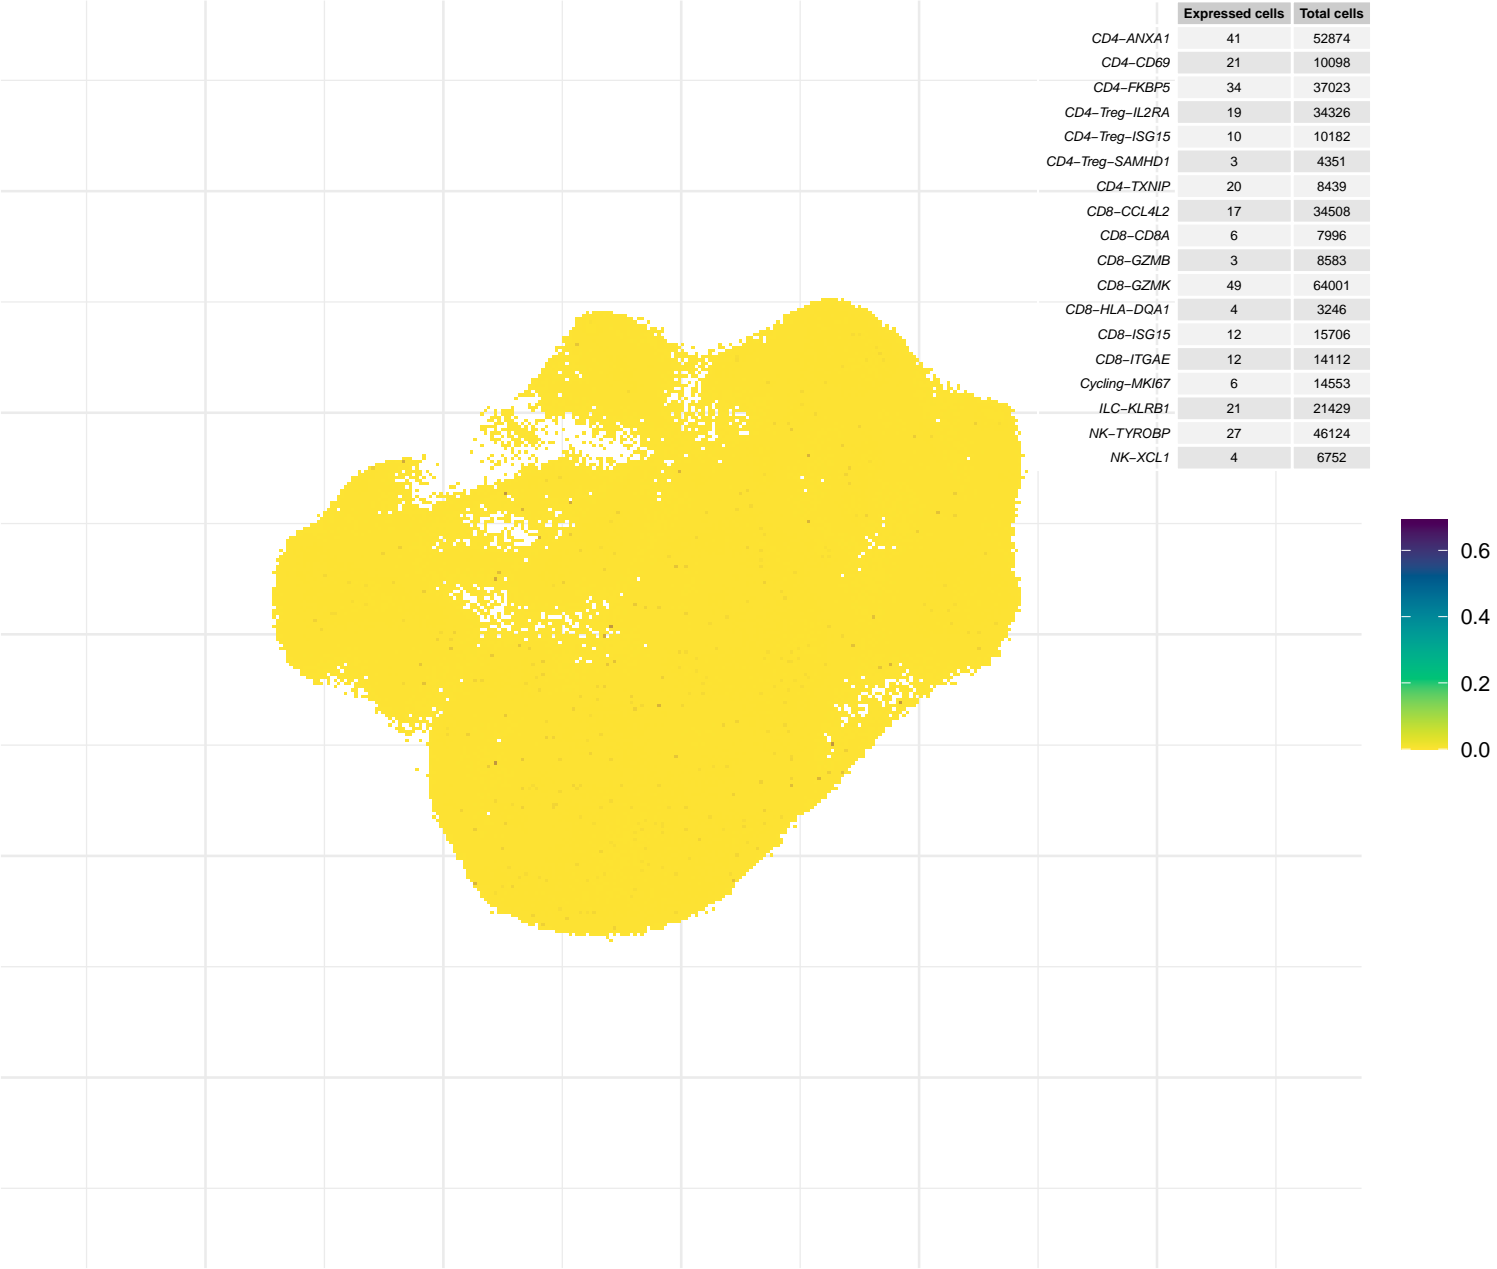 Expressed cells Total cells
CD4−ANXA1 41 52874
CD4−CD69 21 10098
CD4−FKBP5 34 37023
CD4−Treg−IL2RA 19 34326
CD4−Treg−ISG15 10 10182
CD4−Treg−SAMHD1 3 4351
CD4−TXNIP 20 8439
CD8−CCL4L2 17 34508
CD8−CD8A 6 7996
CD8−GZMB 3 8583
CD8−GZMK 49 64001
CD8−HLA−DQA1 4 3246
CD8−ISG15 12 15706
CD8−ITGAE 12 14112
Cycling−MKI67 6 14553
ILC−KLRB1 21 21429
NK−TYROBP 27 46124
NK−XCL1 4 6752
0.6
0.4
0.2
0.0